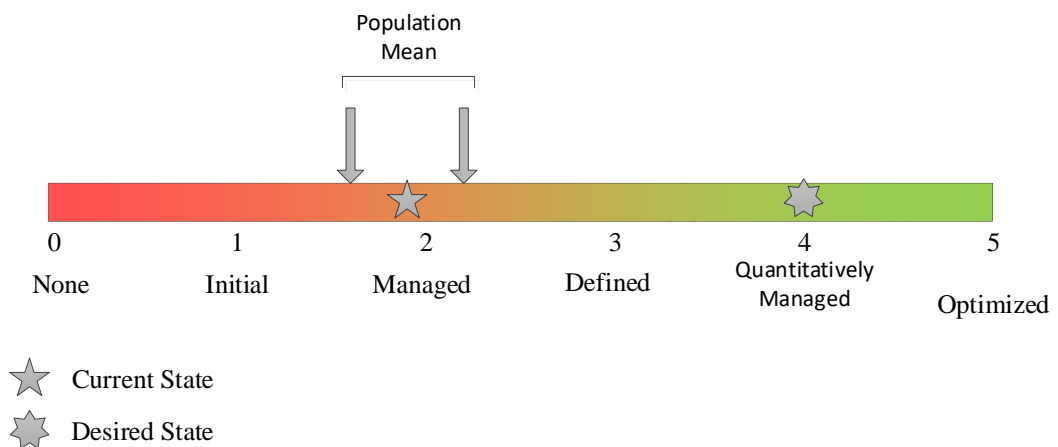 Population
Mean
0 1 2 3 4 5
None Initial Managed Defined Quantitatively
Managed
Optimized
Current State
Desired State